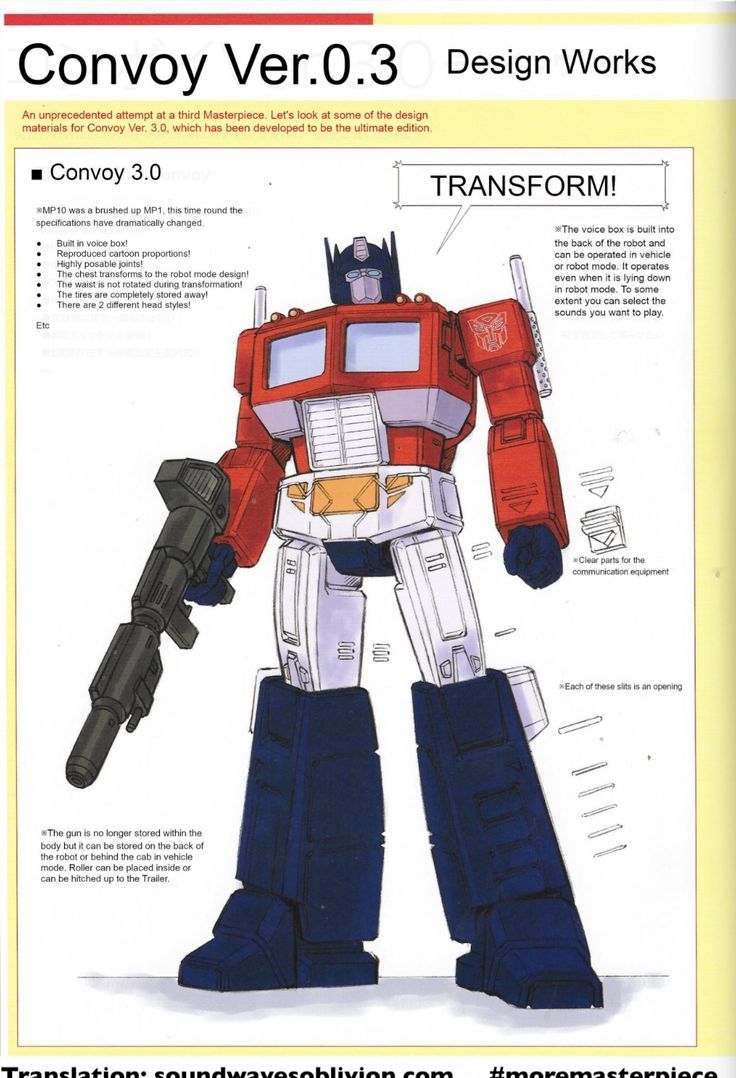 Convoy Ver.0.3
Design Works
An unprecedented attempt at a third Masterpiece. Let's look at some of the design
materials for Convoy Ver. 3.0, which has been developed to be the ultimate edition.
■ Convoy 3.0
TRANSFORM!
※MP10 was a brushed up MP1, this time round the
specifications have dramatically changed.
● Built in voice box!
● Reproduced cartoon proportions!
● Highly posable joints!
● The chest transforms to the robot mode design!
● The waist is not rotated during transformation!
● The tires are completely stored away!
● There are 2 different head styles!
Etc
※The voice box is built into
the back of the robot and
can be operated in vehicle
or robot mode. It operates
even when it is lying down
in robot mode. To some
extent you can select the
sounds you want to play.
※Clear parts for the
communication equipment
※Each of these slits is an opening
※The gun is no longer stored within the
body but it can be stored on the back of
the robot or behind the cab in vehicle
mode. Roller can be placed inside or
can be hitched up to the Trailer.
Translation: soundwavesoblivion.com
#moremasterpiece